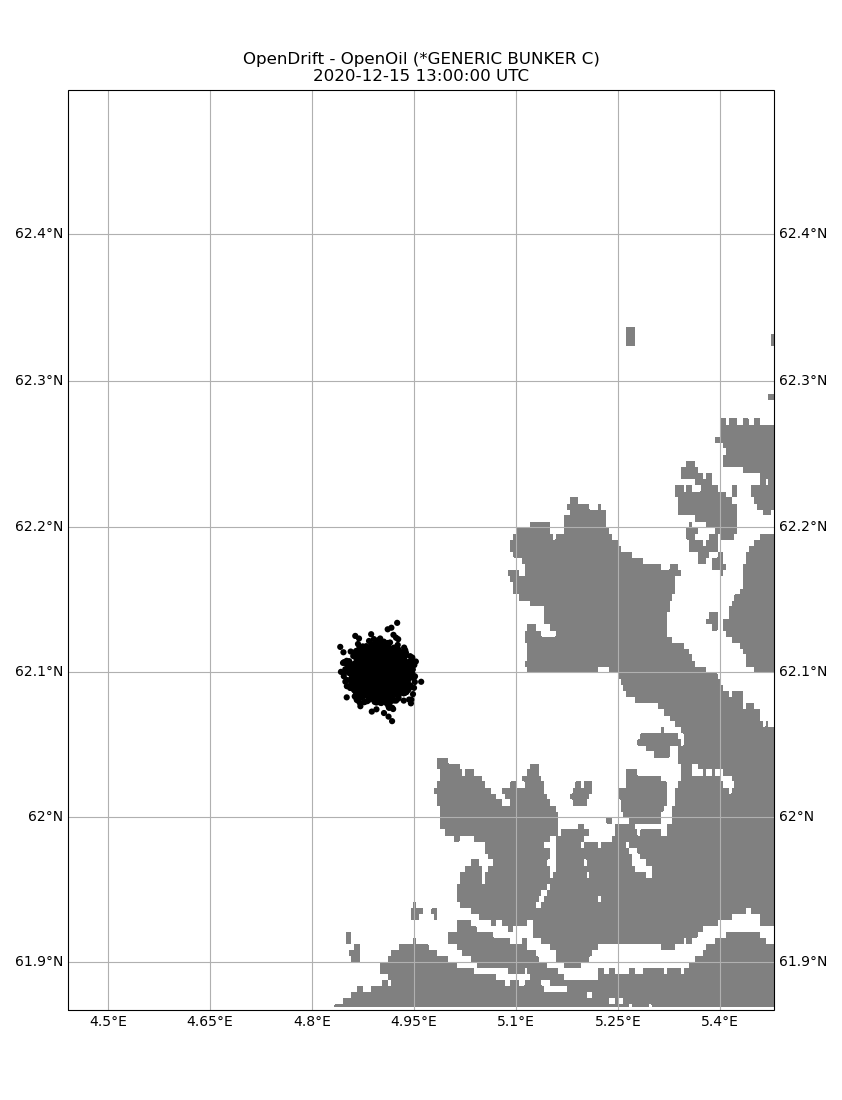 OpenDrift - OpenOil (*GENERIC BUNKER C)
2020-12-15 13:00:00 UTC
62.4°N 62.4°N
62.3°N 62.3°N
62.2°N 62.2°N
62.1°N 62.1°N
62°N 62°N
61.9°N 61.9°N
4.5°E 4.65°E 4.8°E 4.95°E 5.1°E 5.25°E 5.4°E